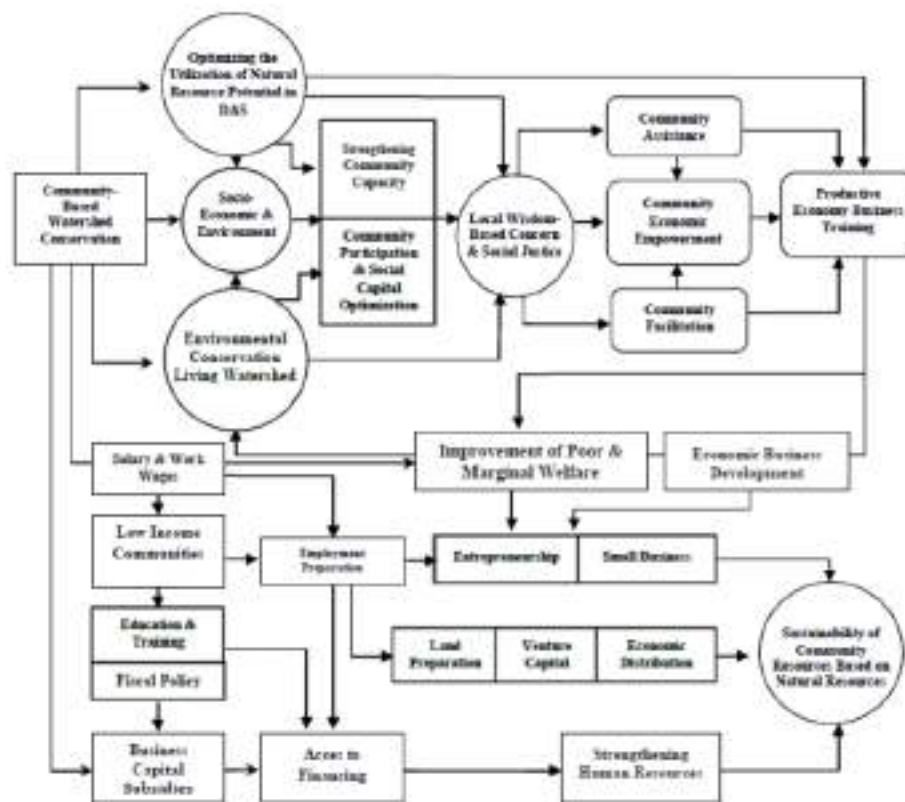 Optimizing the
Utilization of Natural
Resource Potential in
DAS
Strengthening
Community
Capacity
Community
Assistance
Community-
Based
Watershed
Conservation
Socio-
Economic &
Environment
Community
Participation
& Social
Capital
Optimization
Local Wisdom-
Based Concern
& Social Justice
Community
Economic
Empowerment
Productive
Economy Business
Training
Community
Facilitation
Environmental
Conservation
Living Watershed
Salary & Work
Wages
Improvement of Poor &
Marginal Welfare
Economic Business
Development
Low Income
Communities
Employment
Preparation
Entrepreneurship
Small Business
Education &
Training
Fiscal Policy
Land
Preparation
Venture
Capital
Economic
Distribution
Sustainability of
Community
Resources Based on
Natural Resources
Business
Capital
Subsidies
Access to
Financing
Strengthening
Human Resources